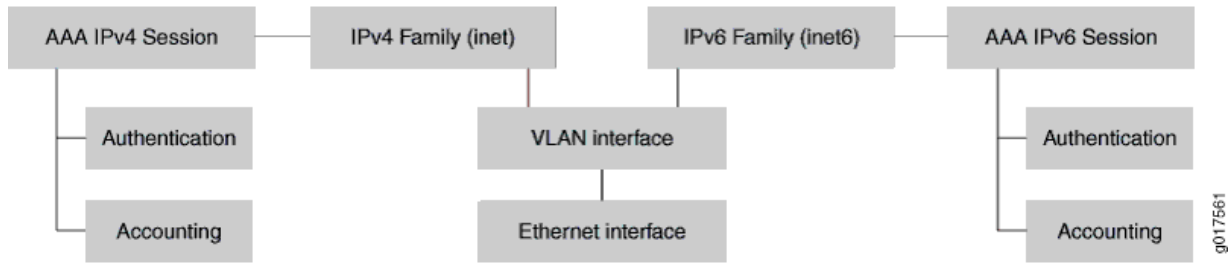 AAA IPv4 Session
IPv4 Family (inet)
IPv6 Family (inet6)
AAA IPv6 Session
Authentication
VLAN interface
Authentication
Accounting
Ethernet interface
Accounting
g017561